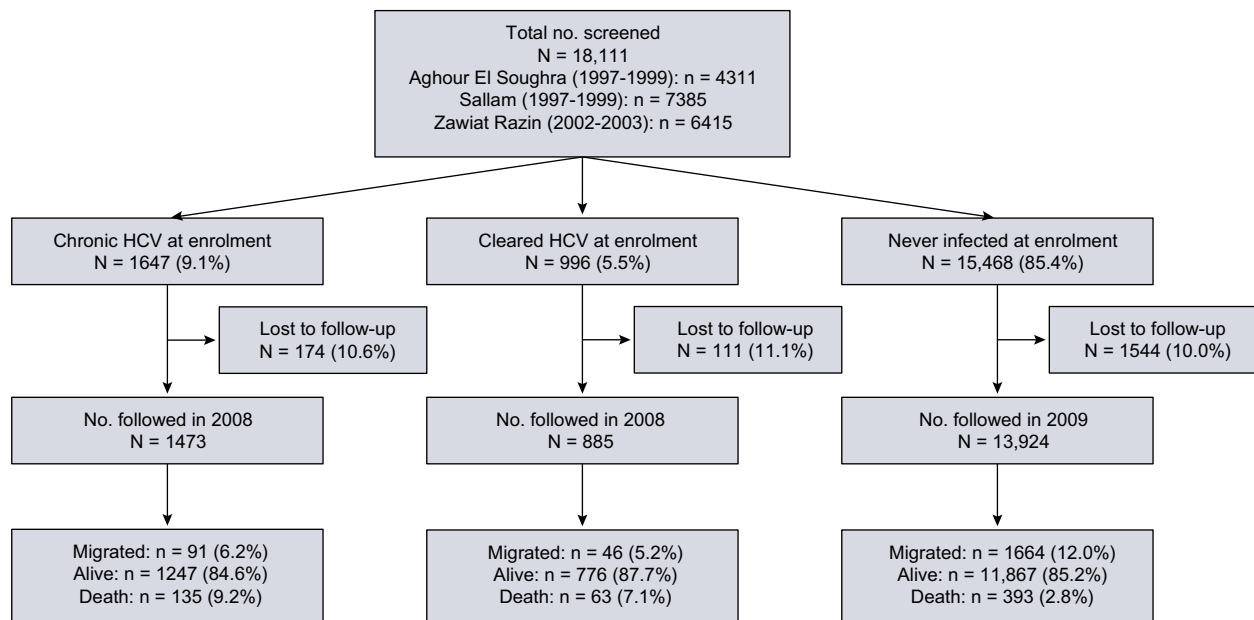 Total no. screened
N = 18,111
Aghour El Soughra (1997-1999): n = 4311
Sallam (1997-1999): n = 7385
Zawiat Razin (2002-2003): n = 6415
Chronic HCV at enrolment
N = 1647 (9.1%)
Cleared HCV at enrolment
N = 996 (5.5%)
Never infected at enrolment
N = 15,468 (85.4%)
Lost to follow-up
N = 174 (10.6%)
Lost to follow-up
N = 111 (11.1%)
Lost to follow-up
N = 1544 (10.0%)
No. followed in 2008
N = 1473
No. followed in 2008
N = 885
No. followed in 2009
N = 13,924
Migrated: n = 91 (6.2%)
Alive: n = 1247 (84.6%)
Death: n = 135 (9.2%)
Migrated: n = 46 (5.2%)
Alive: n = 776 (87.7%)
Death: n = 63 (7.1%)
Migrated: n = 1664 (12.0%)
Alive: n = 11,867 (85.2%)
Death: n = 393 (2.8%)